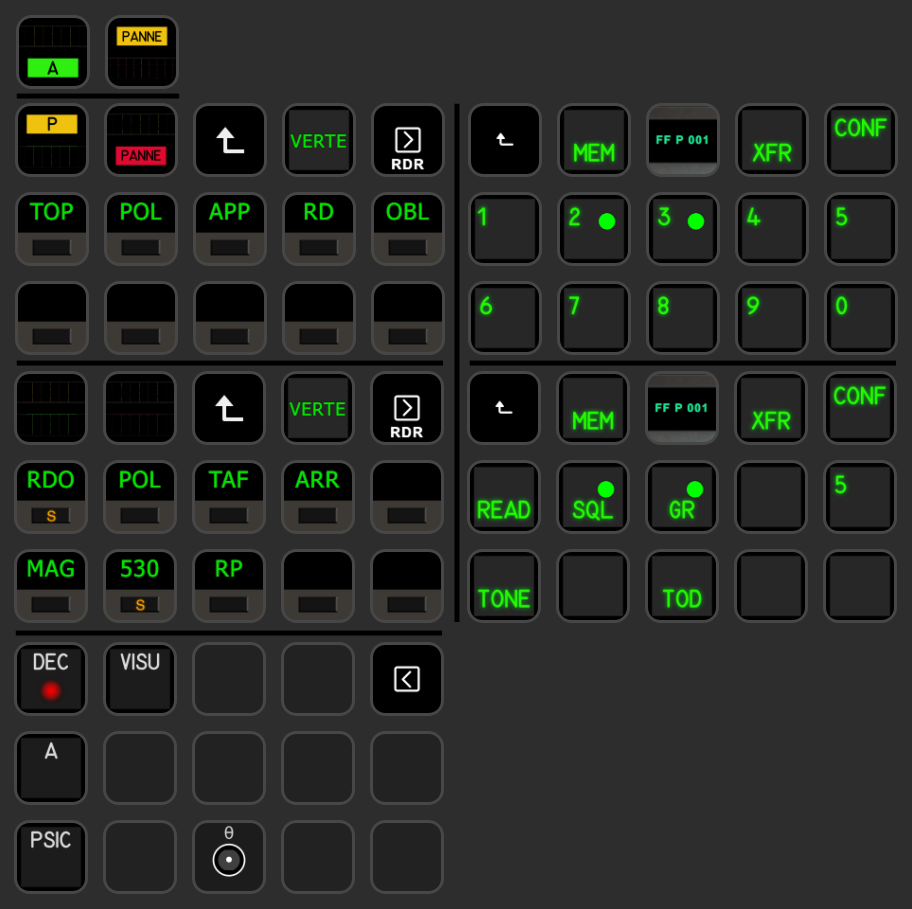 A
PANNE
P
PANNE
VERTE
RDR
MEM
FF P 001
XFR
CONF
TOP
POL
APP
RD
OBL
1
2
3
4
5
6
7
8
9
0
VERTE
RDR
MEM
FF P 001
XFR
CONF
RDO
S
POL
TAF
ARR
READ
SQL
GR
5
MAG
530
S
RP
TONE
TOD
DEC
VISU
A
PSIC
θ